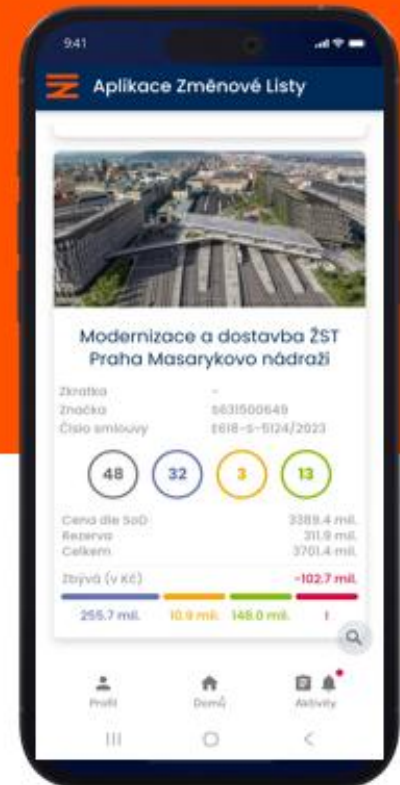 9:41
Aplikace Změnové Listy
Modernizace a dostavba ŽST
Praha Masarykovo nádraží
Zkratka -
Značka S631500649
Číslo smlouvy E618-S-5124/2023
48 32 3 13
Cena dle SoD 3389.4 mil.
Rezerva 311.9 mil.
Celkem 3701.4 mil.
Zbývá (v Kč) -102.7 mil.
255.7 mil. 10.9 mil. 148.0 mil. !
Profil Domů Aktivity